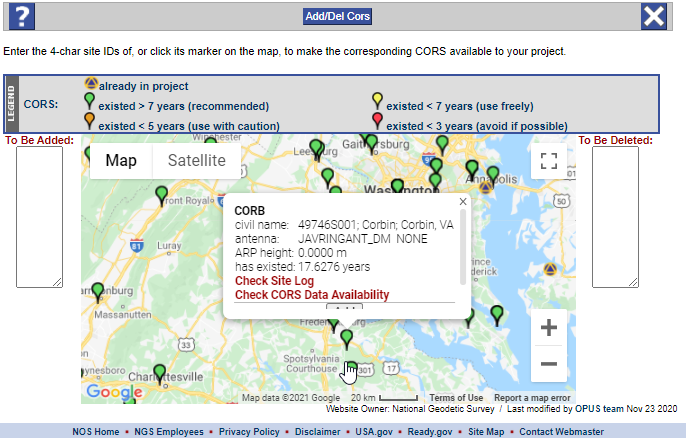 ?
Add/Del Cors
X
Enter the 4-char site IDs of, or click its marker on the map, to make the corresponding CORS available to your project.
LEGEND
CORS:
already in project
existed > 7 years (recommended)
existed < 7 years (use freely)
existed < 5 years (use with caution)
existed < 3 years (avoid if possible)
To Be Added:
To Be Deleted:
Map
Satellite
Winchester
Leesburg
Gaithersburg
Annapolis
Washington
50
Front Royal
81
Luray
CORB
civil name: 49746S001; Corbin; Corbin, VA
antenna: JAVRINGANT_DM NONE
ARP height: 0.0000 m
has existed: 17.6276 years
Check Site Log
Check CORS Data Availability
Massanutten
33
Spotsylvania
Courthouse
301
17
Charlottesville
Google
Map data ©2021 Google
20 km
Terms of Use
Report a map error
Website Owner: National Geodetic Survey / Last modified by OPUS team Nov 23 2020
NOS Home • NGS Employees • Privacy Policy • Disclaimer • USA.gov • Ready.gov • Site Map • Contact Webmaster